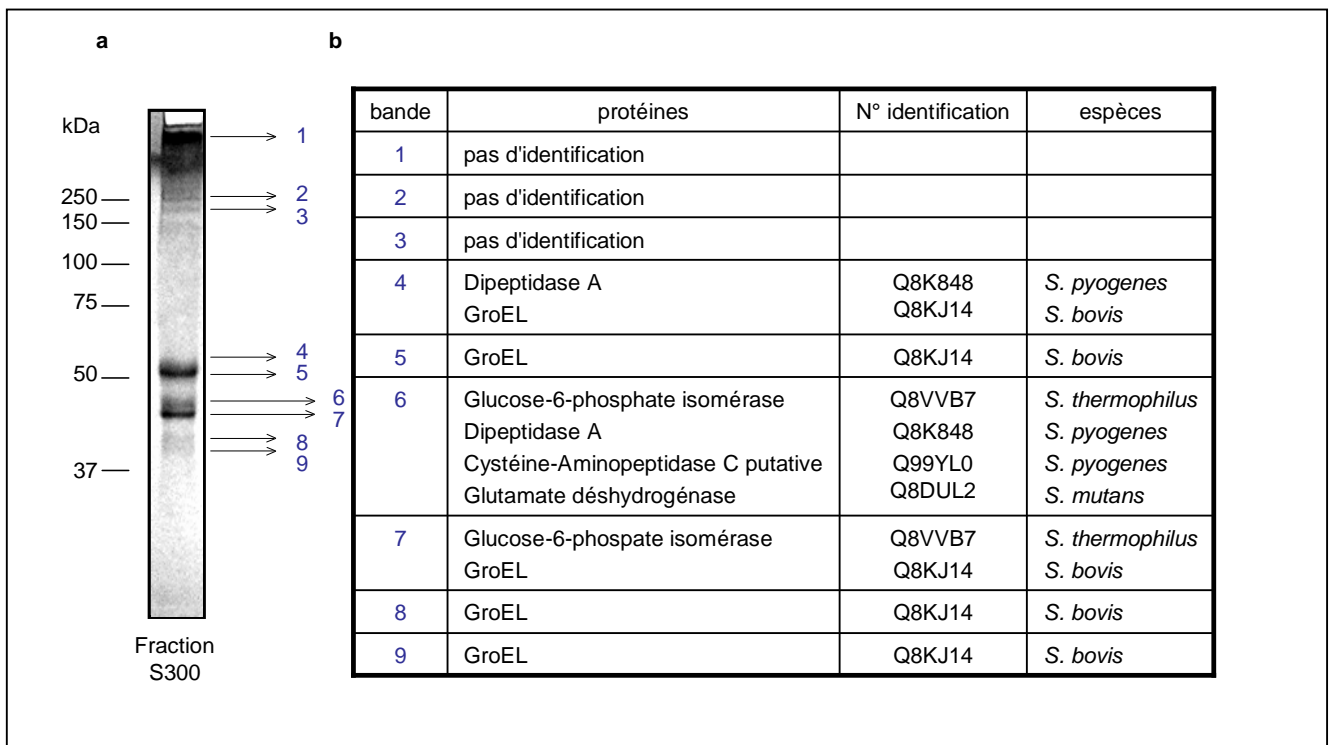 a
b
kDa
250
150
100
75
50
37
1
2
3
4
5
6
7
8
9
Fraction
S300
bande protéines N° identification espèces
1 pas d'identification
2 pas d'identification
3 pas d'identification
4 Dipeptidase A Q8K848 S. pyogenes
GroEL Q8KJ14 S. bovis
5 GroEL Q8KJ14 S. bovis
6 Glucose-6-phosphate isomérase Q8VVB7 S. thermophilus
Dipeptidase A Q8K848 S. pyogenes
Cystéine-Aminopeptidase C putative Q99YL0 S. pyogenes
Glutamate déshydrogénase Q8DUL2 S. mutans
7 Glucose-6-phospate isomérase Q8VVB7 S. thermophilus
GroEL Q8KJ14 S. bovis
8 GroEL Q8KJ14 S. bovis
9 GroEL Q8KJ14 S. bovis